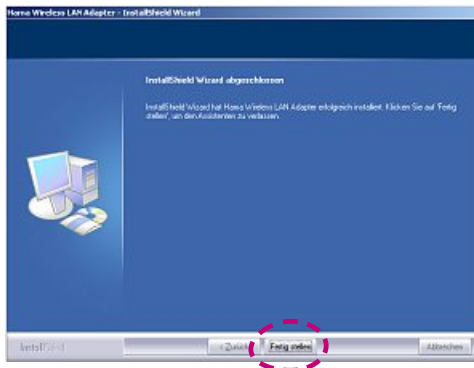 Hama Wireless LAN Adapter - InstallShield Wizard
InstallShield Wizard abgeschlossen
InstallShield Wizard hat Hama Wireless LAN Adapter erfolgreich installiert. Klicken Sie auf 'Fertig
stellen', um den Assistenten zu verlassen.
InstallShield
< Zurück
Fertig stellen
Abbrechen